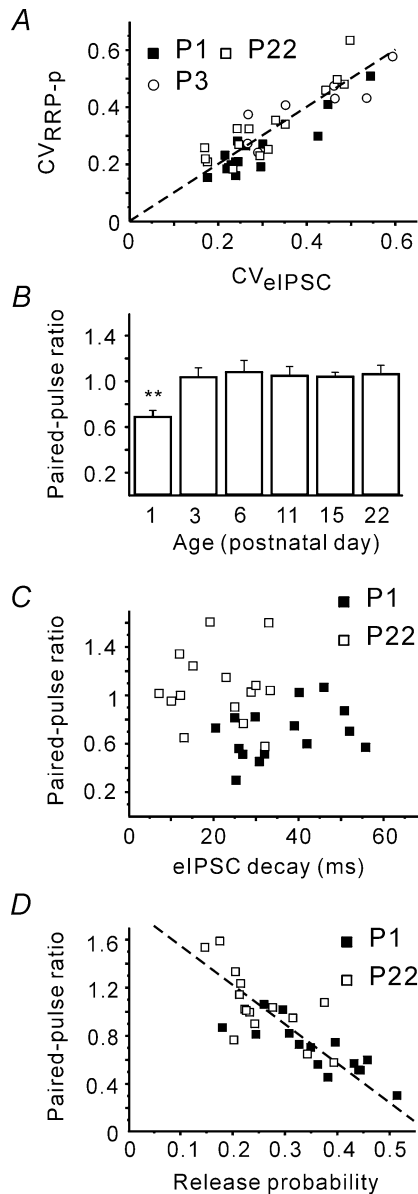 A
P1 P22
P3
0.6
0.4
0.2
0
CVRRP-p
0 0.2 0.4 0.6
CVeIPSC
B
Paired-pulse ratio
1.4
1.0
0.6
0.2
**
1 3 6 11 15 22
Age (postnatal day)
C
P1
P22
Paired-pulse ratio
1.4
1
0.6
0.2
0 20 40 60
eIPSC decay (ms)
D
P1
P22
Paired-pulse ratio
1.6
1.2
0.8
0.4
0
0 0.1 0.2 0.3 0.4 0.5
Release probability